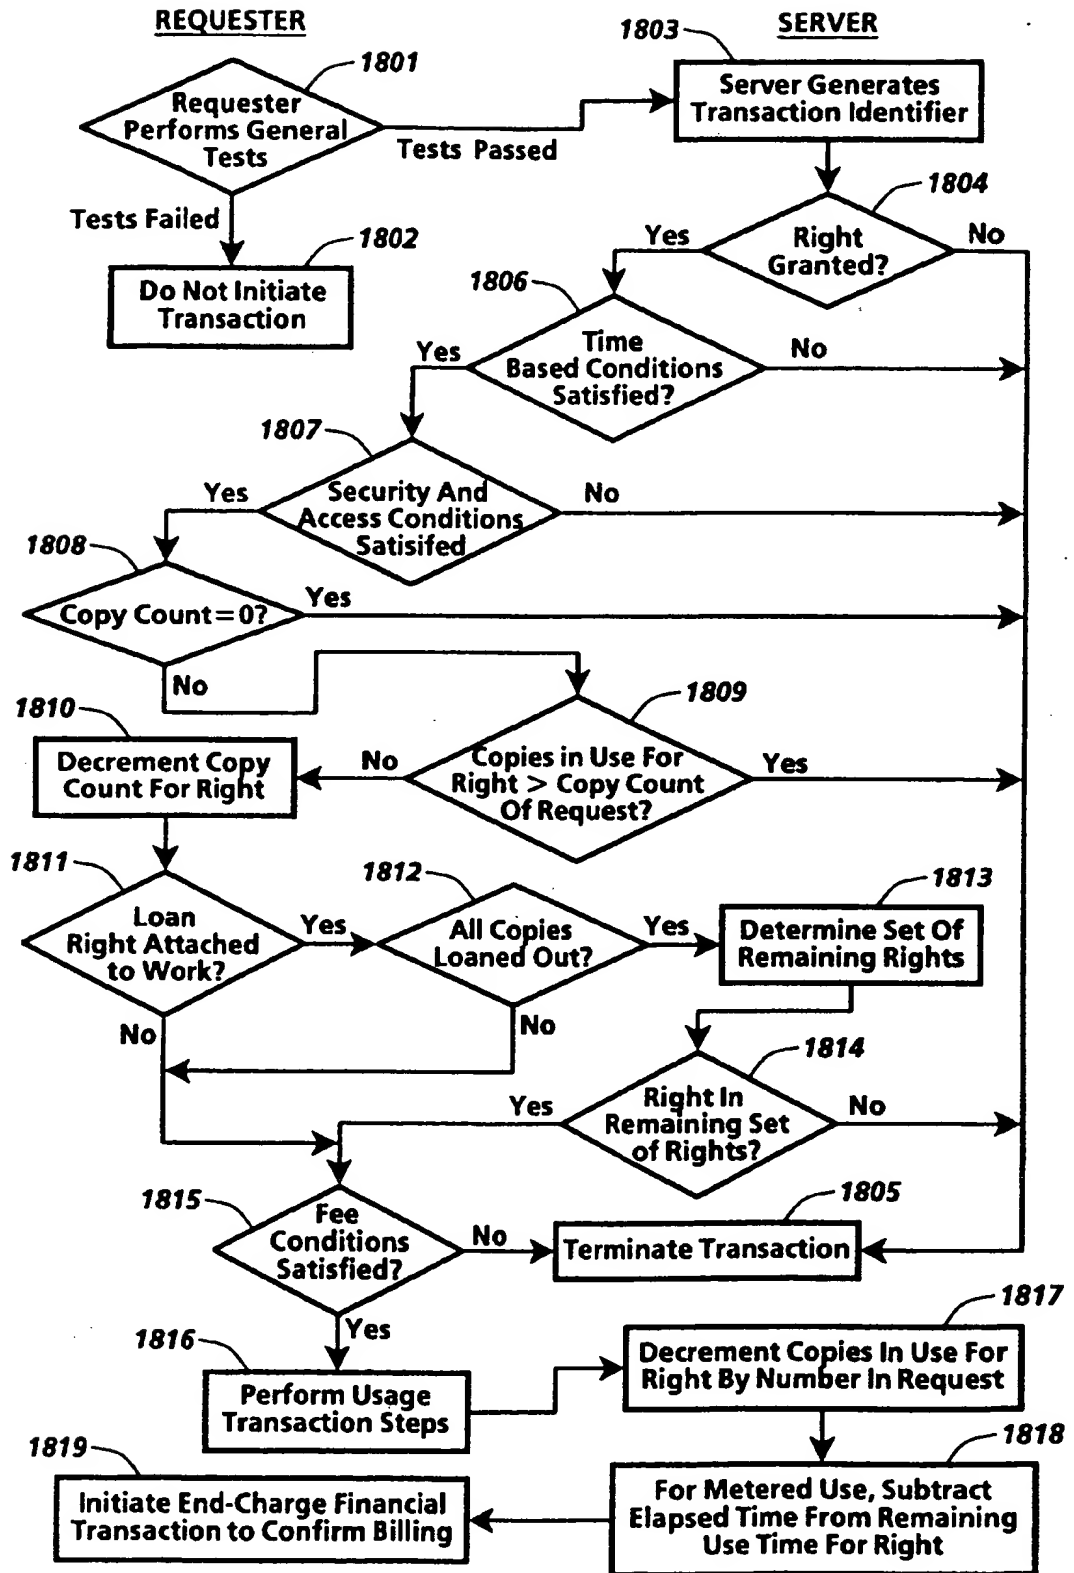 REQUESTER
SERVER
1801
1803
Requester
Performs General
Tests
Tests Passed
Server Generates
Transaction Identifier
Tests Failed
1802
Do Not Initiate
Transaction
1804
Right
Granted?
Yes
No
1806
Time
Based Conditions
Satisfied?
Yes
No
1807
Security And
Access Conditions
Satisifed
Yes
No
1808
Copy Count=0?
Yes
No
1809
Copies in Use For
Right > Copy Count
Of Request?
No
Yes
1810
Decrement Copy
Count For Right
1811
Loan
Right Attached
to Work?
Yes
No
1812
All Copies
Loaned Out?
Yes
No
1813
Determine Set Of
Remaining Rights
1814
Right In
Remaining Set
of Rights?
Yes
No
1815
Fee
Conditions
Satisfied?
No
Yes
1805
Terminate Transaction
1816
Perform Usage
Transaction Steps
1817
Decrement Copies In Use For
Right By Number In Request
1818
For Metered Use, Subtract
Elapsed Time From Remaining
Use Time For Right
1819
Initiate End-Charge Financial
Transaction to Confirm Billing